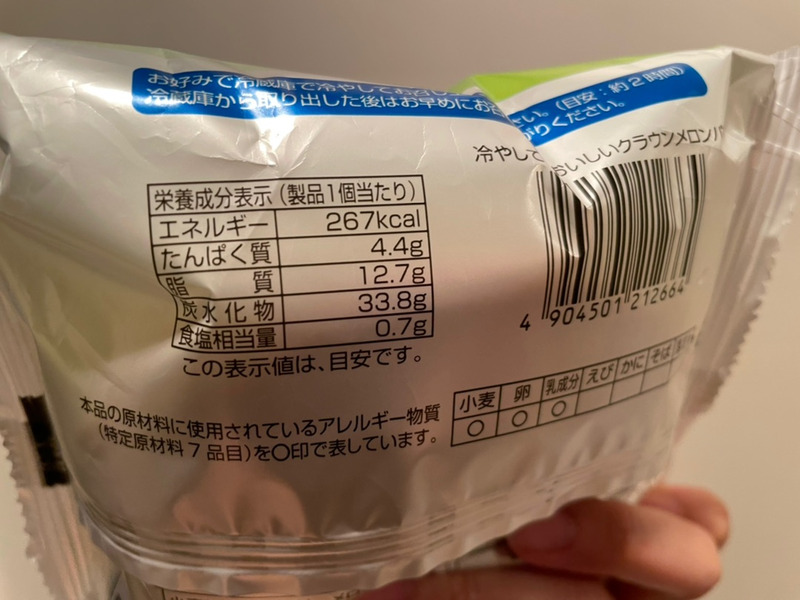 お好みで冷蔵庫で冷やしてお召し
さい。(目安:約2時間)
冷蔵庫から取り出した後はお早めにお
がりください。
冷やして
おいしいクラウンメロンパ
栄養成分表示(製品1個当たり)
エネルギー 267kcal
たんぱく質 4.4g
脂質 12.7g
炭水化物 33.8g
食塩相当量 0.7g
この表示値は、目安です。
4 904501 212664
本品の原材料に使用されているアレルギー物質
(特定原材料7品目)を〇印で表しています。
小麦 卵 乳成分 えび かに そば
〇 〇 〇